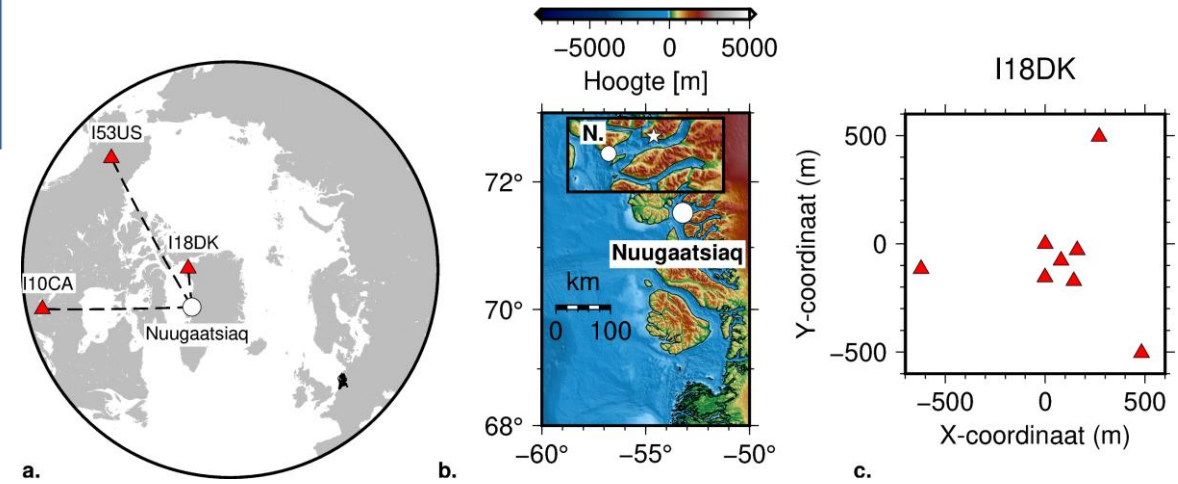 I53US
I18DK
I10CA
Nuugaatsiaq
a.
−5000 0 5000
Hoogte [m]
N.
72°
Nuugaatsiaq
km
0 100
70°
68°
−60° −55° −50°
b.
I18DK
500
0
−500
Y-coordinaat (m)
−500 0 500
X-coordinaat (m)
c.